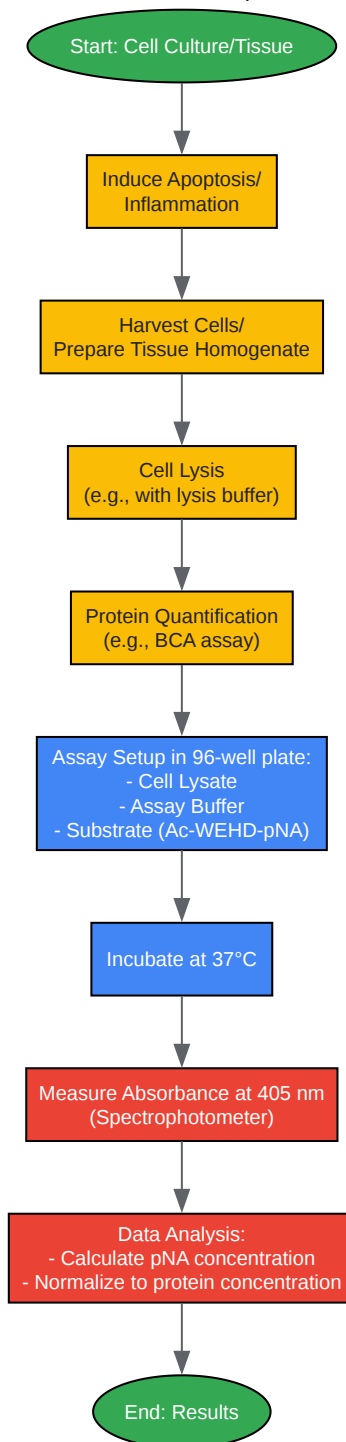 Start: Cell Culture/Tissue
Induce Apoptosis/
Inflammation
Harvest Cells/
Prepare Tissue Homogenate
Cell Lysis
(e.g., with lysis buffer)
Protein Quantification
(e.g., BCA assay)
Assay Setup in 96-well plate:
- Cell Lysate
- Assay Buffer
- Substrate (Ac-WEHD-pNA)
Incubate at 37°C
Measure Absorbance at 405 nm
(Spectrophotometer)
Data Analysis:
- Calculate pNA concentration
- Normalize to protein concentration
End: Results